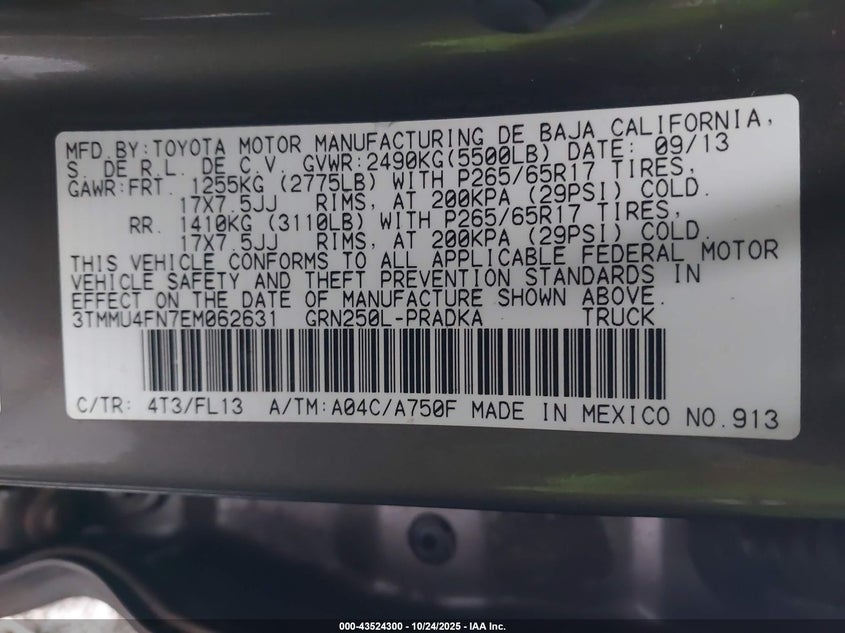 MFD.BY:TOYOTA MOTOR MANUFACTURING DE BAJA CALIFORNIA,
S. DE R.L. DE C.V. GVWR:2490KG(5500LB) DATE: 09/13
GAWR:FRT. 1255KG (2775LB) WITH P265/65R17 TIRES,
17X7.5JJ RIMS, AT 200KPA (29PSI) COLD.
RR. 1410KG (3110LB) WITH P265/65R17 TIRES,
17X7.5JJ RIMS, AT 200KPA (29PSI) COLD.
THIS VEHICLE CONFORMS TO ALL APPLICABLE FEDERAL MOTOR
VEHICLE SAFETY AND THEFT PREVENTION STANDARDS IN
EFFECT ON THE DATE OF MANUFACTURE SHOWN ABOVE.
3TMMU4FN7EM062631 GRN250L-PRADKA TRUCK
C/TR: 4T3/FL13 A/TM:A04C/A750F MADE IN MEXICO NO.913
000-43524300 - 10/24/2025 - IAA Inc.